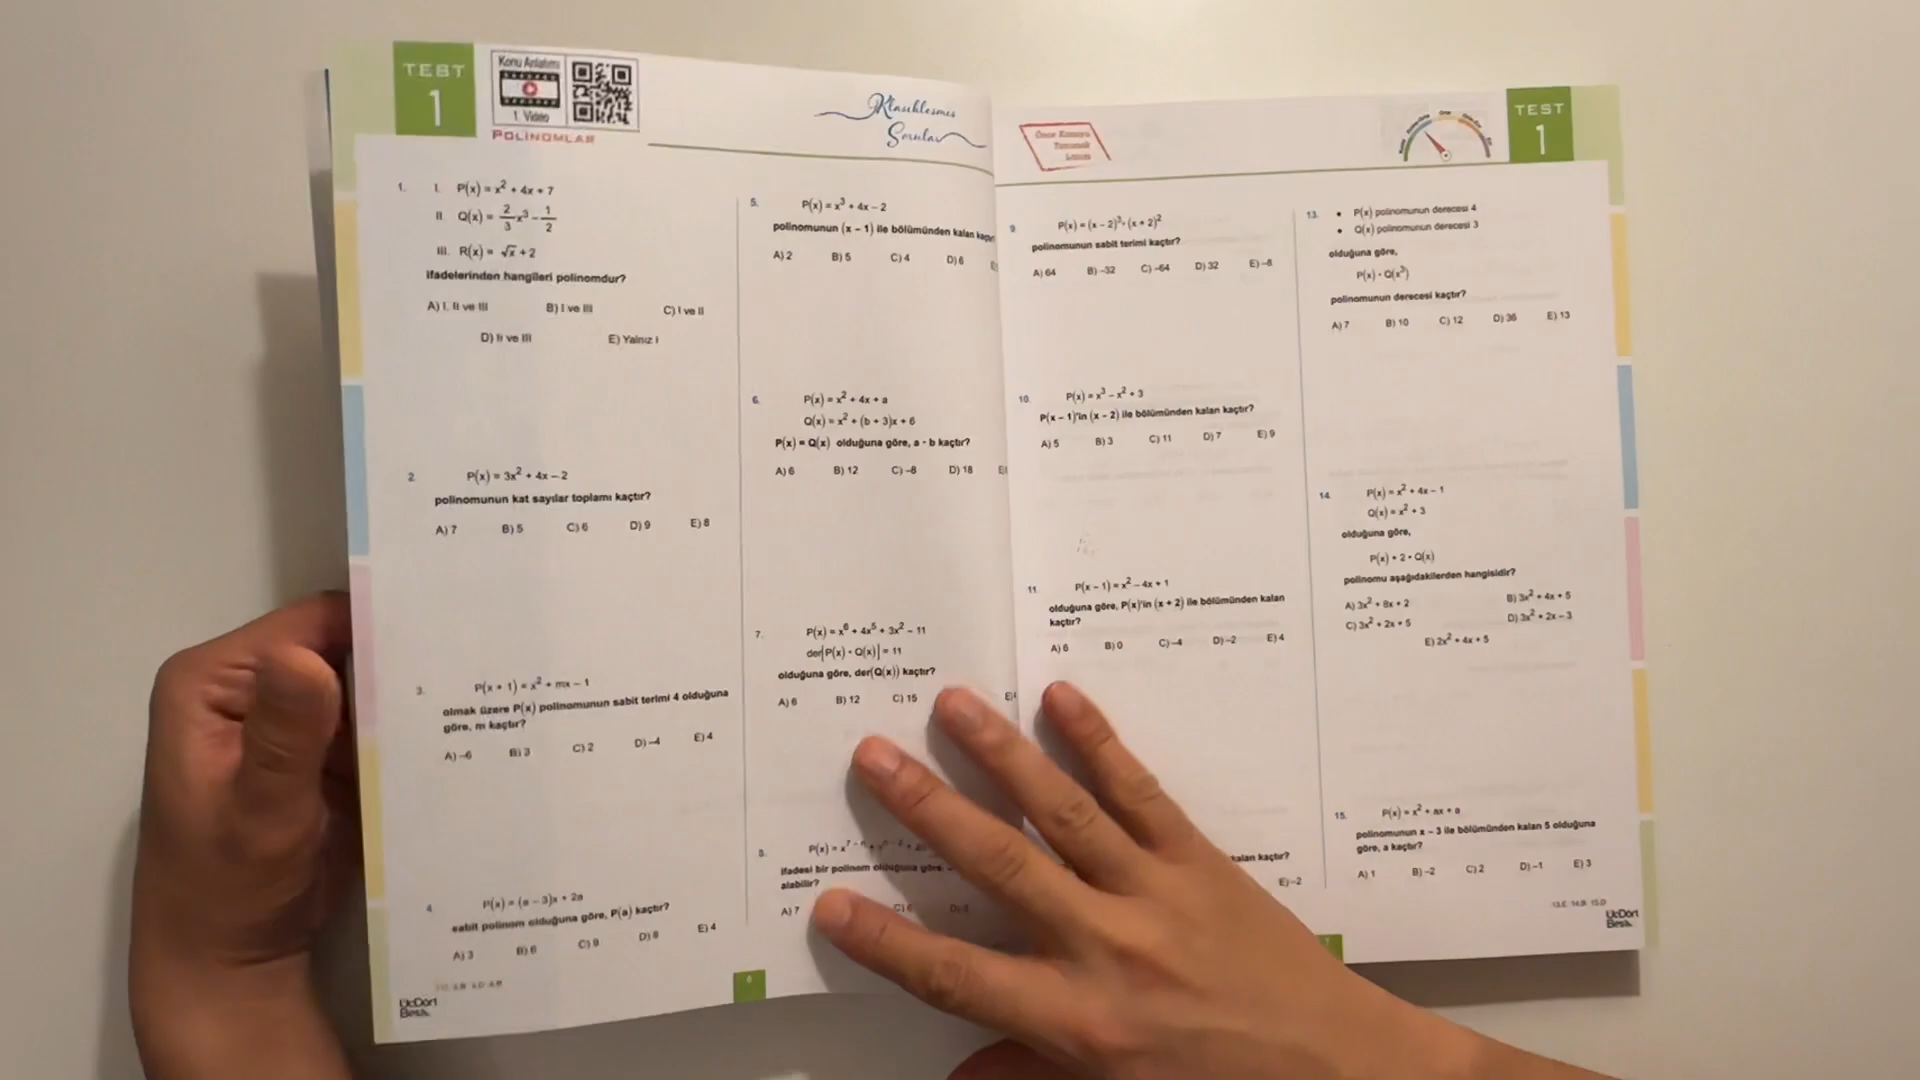 TEST
1
Konu Anlatımı
1. Video
POLİNOMLAR
Klasikleşmiş
Sorular
1.
I. P(x) = x² + 4x + 7
II. Q(x) = 2/3 x³ - 1/2
III. R(x) = √x + 2
ifadelerinden hangileri polinomdur?
A) I, II ve III B) I ve III C) I ve II
D) II ve III E) Yalnız I
2.
P(x) = 3x² + 4x - 2
polinomunun kat sayılar toplamı kaçtır?
A) 7 B) 5 C) 6 D) 9 E) 8
3.
P(x + 1) = x² + mx - 1
olmak üzere P(x) polinomunun sabit terimi 4 olduğuna
göre, m kaçtır?
A) -6 B) 3 C) 2 D) -4 E) 4
4.
P(x) = (a - 3)x + 2a
sabit polinom olduğuna göre, P(a) kaçtır?
A) 3 B) 6 C) 9 D) 8 E) 4
ÜçDört
Beş
6
5.
P(x) = x³ + 4x - 2
polinomunun (x - 1) ile bölümünden kalan kaçtır
A) 2 B) 5 C) 4 D) 6
6.
P(x) = x² + 4x + a
Q(x) = x² + (b + 3)x + 6
P(x) = Q(x) olduğuna göre, a · b kaçtır?
A) 6 B) 12 C) -8 D) 18
7.
P(x) = x⁶ + 4x⁵ + 3x² - 11
der[P(x) · Q(x)] = 11
olduğuna göre, der(Q(x)) kaçtır?
A) 6 B) 12 C) 15
8.
ifadesi bir polinom olduğuna göre,
alabilir?
A) 7 C) 6
Önce Konuyu
Tanımak
Lazım
TEST
1
9.
P(x) = (x - 2)³ · (x + 2)²
polinomunun sabit terimi kaçtır?
A) 64 B) -32 C) -64 D) 32 E) -8
10.
P(x) = x³ - x² + 3
P(x - 1)'in (x - 2) ile bölümünden kalan kaçtır?
A) 5 B) 3 C) 11 D) 7 E) 9
11.
P(x - 1) = x² - 4x + 1
olduğuna göre, P(x)'in (x + 2) ile bölümünden kalan
kaçtır?
A) 6 B) 0 C) -4 D) -2 E) 4
kalan kaçtır?
E) -2
7
13.
• P(x) polinomunun derecesi 4
• Q(x) polinomunun derecesi 3
olduğuna göre,
P(x) · Q(x³)
polinomunun derecesi kaçtır?
A) 7 B) 10 C) 12 D) 36 E) 13
14.
P(x) = x² + 4x - 1
Q(x) = x² + 3
olduğuna göre,
P(x) + 2 · Q(x)
polinomu aşağıdakilerden hangisidir?
A) 3x² + 8x + 2 B) 3x² + 4x + 5
C) 3x² + 2x + 5 D) 3x² + 2x - 3
E) 2x² + 4x + 5
15.
P(x) = x² + ax + a
polinomunun x - 3 ile bölümünden kalan 5 olduğuna
göre, a kaçtır?
A) 1 B) -2 C) 2 D) -1 E) 3
13.E 14.B 15.D
ÜçDört
Beş